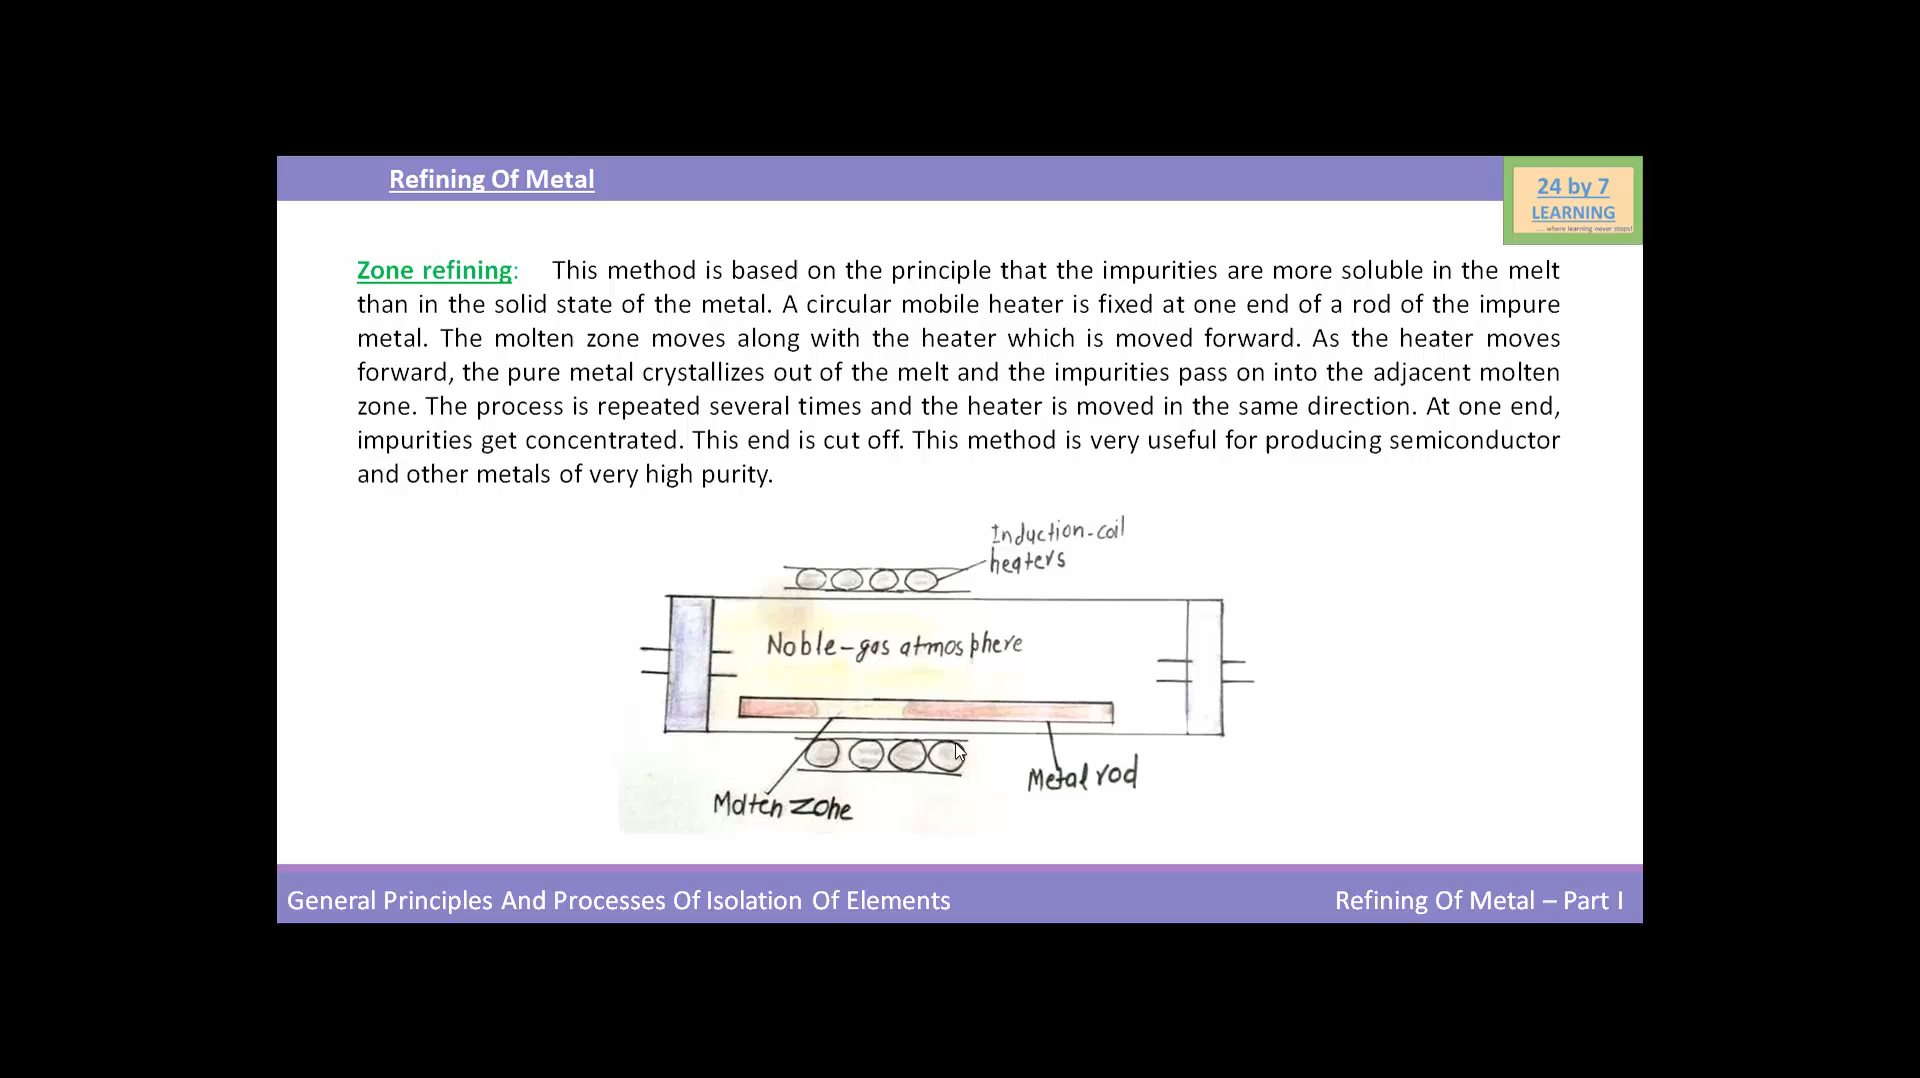 Refining Of Metal
24 by 7
LEARNING
.... where learning never stops!
Zone refining: This method is based on the principle that the impurities are more soluble in the melt
than in the solid state of the metal. A circular mobile heater is fixed at one end of a rod of the impure
metal. The molten zone moves along with the heater which is moved forward. As the heater moves
forward, the pure metal crystallizes out of the melt and the impurities pass on into the adjacent molten
zone. The process is repeated several times and the heater is moved in the same direction. At one end,
impurities get concentrated. This end is cut off. This method is very useful for producing semiconductor
and other metals of very high purity.
Induction-coil
heaters
Noble-gas atmosphere
Metal rod
Molten zone
General Principles And Processes Of Isolation Of Elements
Refining Of Metal – Part I